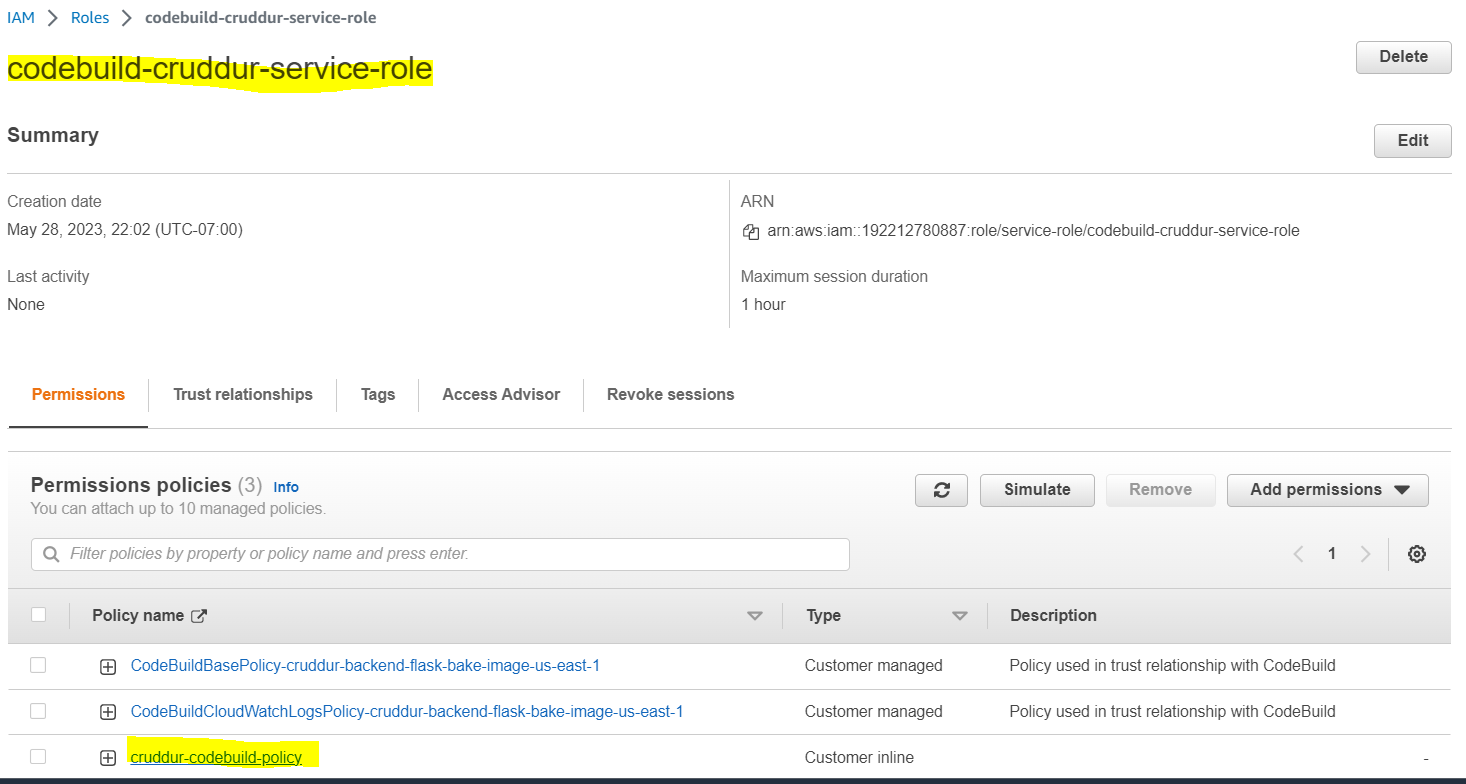 IAM > Roles > codebuild-cruddur-service-role
codebuild-cruddur-service-role
Delete
Summary
Edit
Creation date
May 28, 2023, 22:02 (UTC-07:00)
ARN
arn:aws:iam::192212780887:role/service-role/codebuild-cruddur-service-role
Last activity
None
Maximum session duration
1 hour
Permissions
Trust relationships
Tags
Access Advisor
Revoke sessions
Permissions policies (3) Info
You can attach up to 10 managed policies.
Simulate
Remove
Add permissions
Filter policies by property or policy name and press enter.
1
Policy name
Type
Description
CodeBuildBasePolicy-cruddur-backend-flask-bake-image-us-east-1
Customer managed
Policy used in trust relationship with CodeBuild
CodeBuildCloudWatchLogsPolicy-cruddur-backend-flask-bake-image-us-east-1
Customer managed
Policy used in trust relationship with CodeBuild
cruddur-codebuild-policy
Customer inline
-